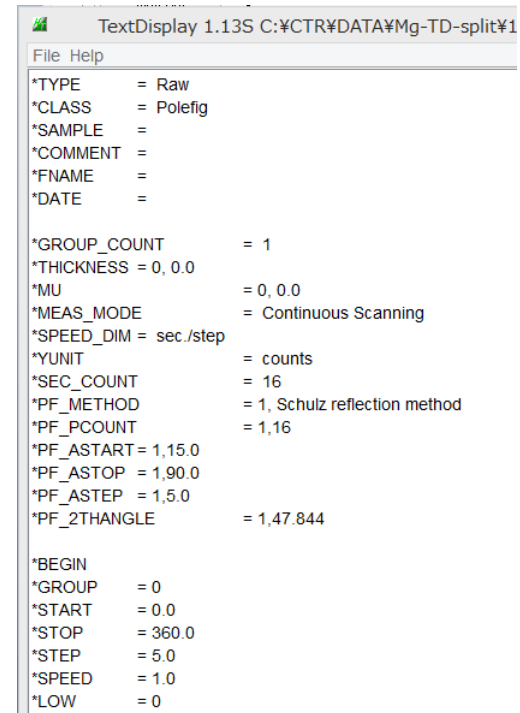 TextDisplay 1.13S C:¥CTR¥DATA¥Mg-TD-split¥1
File Help
*TYPE = Raw
*CLASS = Polefig
*SAMPLE =
*COMMENT =
*FNAME =
*DATE =
*GROUP_COUNT = 1
*THICKNESS = 0, 0.0
*MU = 0, 0.0
*MEAS_MODE = Continuous Scanning
*SPEED_DIM = sec./step
*YUNIT = counts
*SEC_COUNT = 16
*PF_METHOD = 1, Schulz reflection method
*PF_PCOUNT = 1,16
*PF_ASTART = 1,15.0
*PF_ASTOP = 1,90.0
*PF_ASTEP = 1,5.0
*PF_2THANGLE = 1,47.844
*BEGIN
*GROUP = 0
*START = 0.0
*STOP = 360.0
*STEP = 5.0
*SPEED = 1.0
*LOW = 0